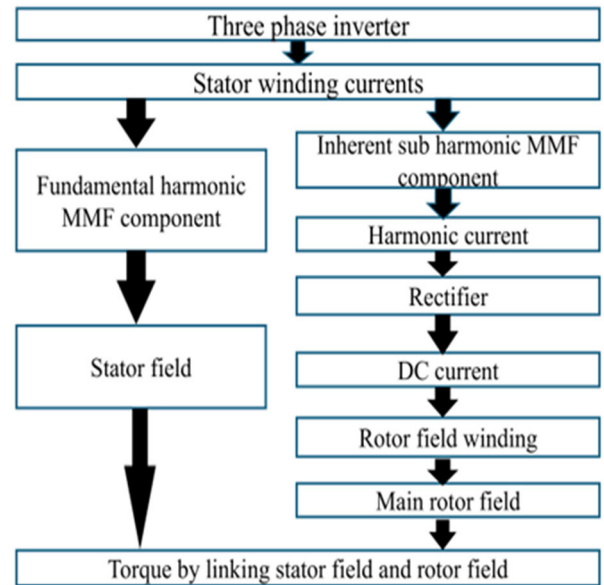 Three phase inverter
Stator winding currents
Fundamental harmonic
MMF component
Stator field
Inherent sub harmonic MMF
component
Harmonic current
Rectifier
DC current
Rotor field winding
Main rotor field
Torque by linking stator field and rotor field